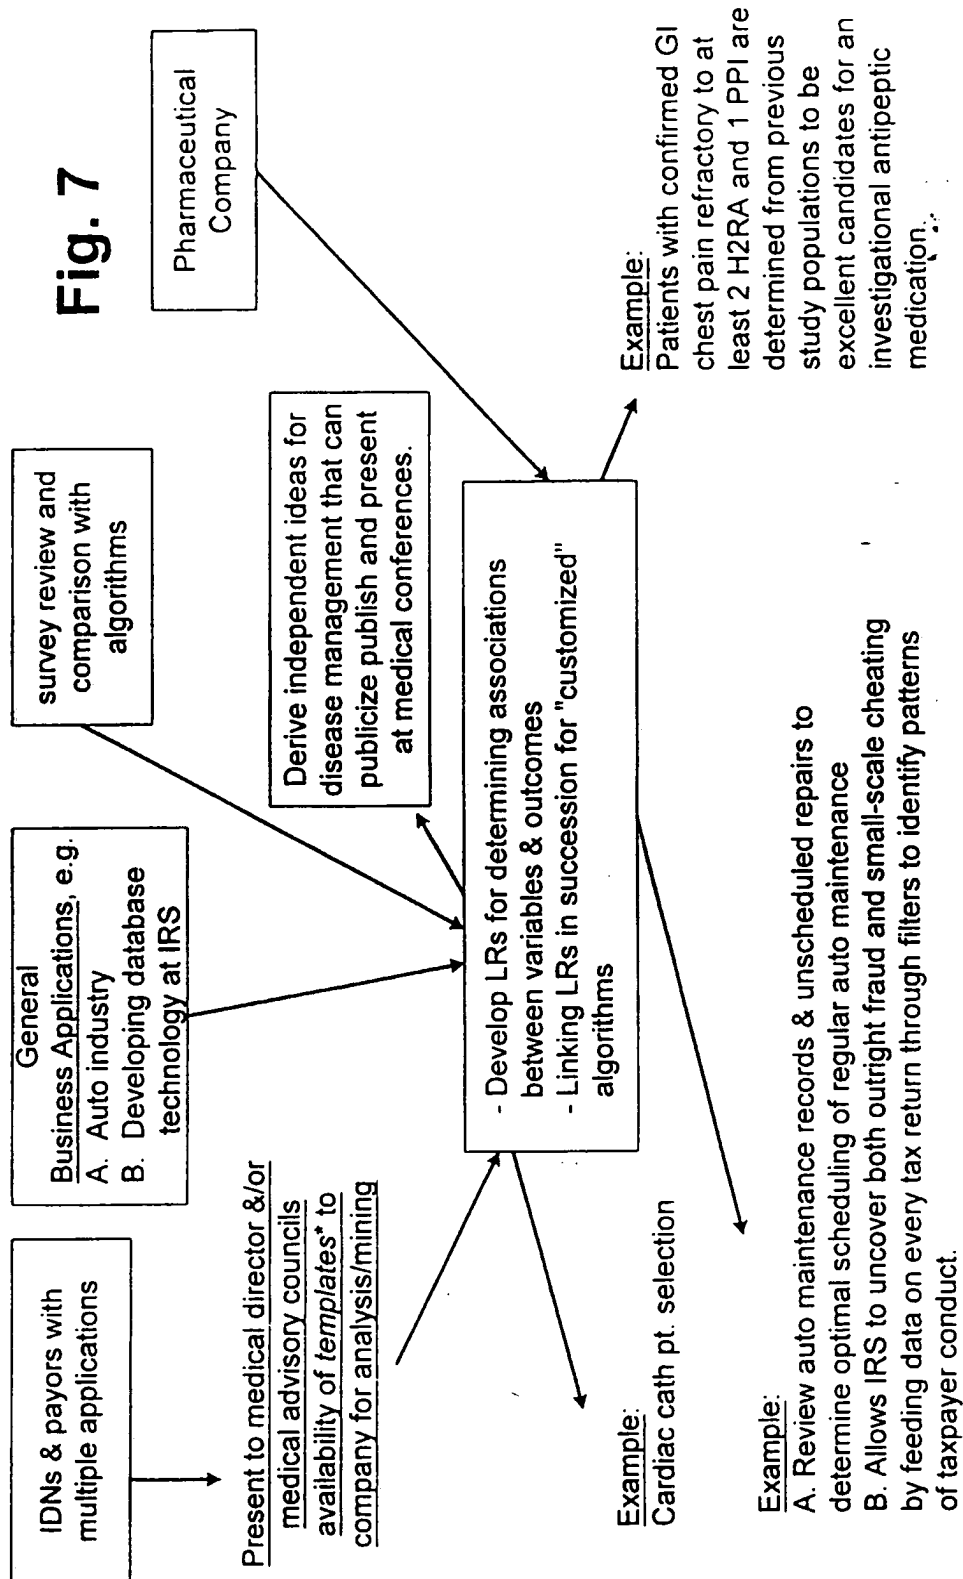 Fig. 7
IDNs & payors with
multiple applications
General
Business Applications, e.g.
A. Auto industry
B. Developing database
technology at IRS
survey review and
comparison with
algorithms
Pharmaceutical
Company
Present to medical director &/or
medical advisory councils
availability of templates* to
company for analysis/mining
Derive independent ideas for
disease management that can
publicize publish and present
at medical conferences.
- Develop LRs for determining associations
between variables & outcomes
- Linking LRs in succession for "customized"
algorithms
Example:
Cardiac cath pt. selection
Example:
Patients with confirmed GI
chest pain refractory to at
least 2 H2RA and 1 PPI are
determined from previous
study populations to be
excellent candidates for an
investigational antipeptic
medication.
Example:
A. Review auto maintenance records & unscheduled repairs to
determine optimal scheduling of regular auto maintenance
B. Allows IRS to uncover both outright fraud and small-scale cheating
by feeding data on every tax return through filters to identify patterns
of taxpayer conduct.